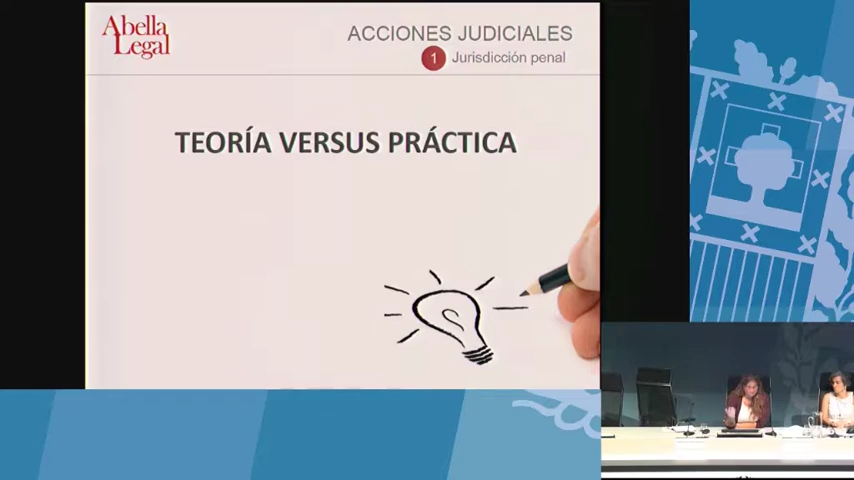 Abella
Legal
ACCIONES JUDICIALES
1 Jurisdicción penal
TEORÍA VERSUS PRÁCTICA